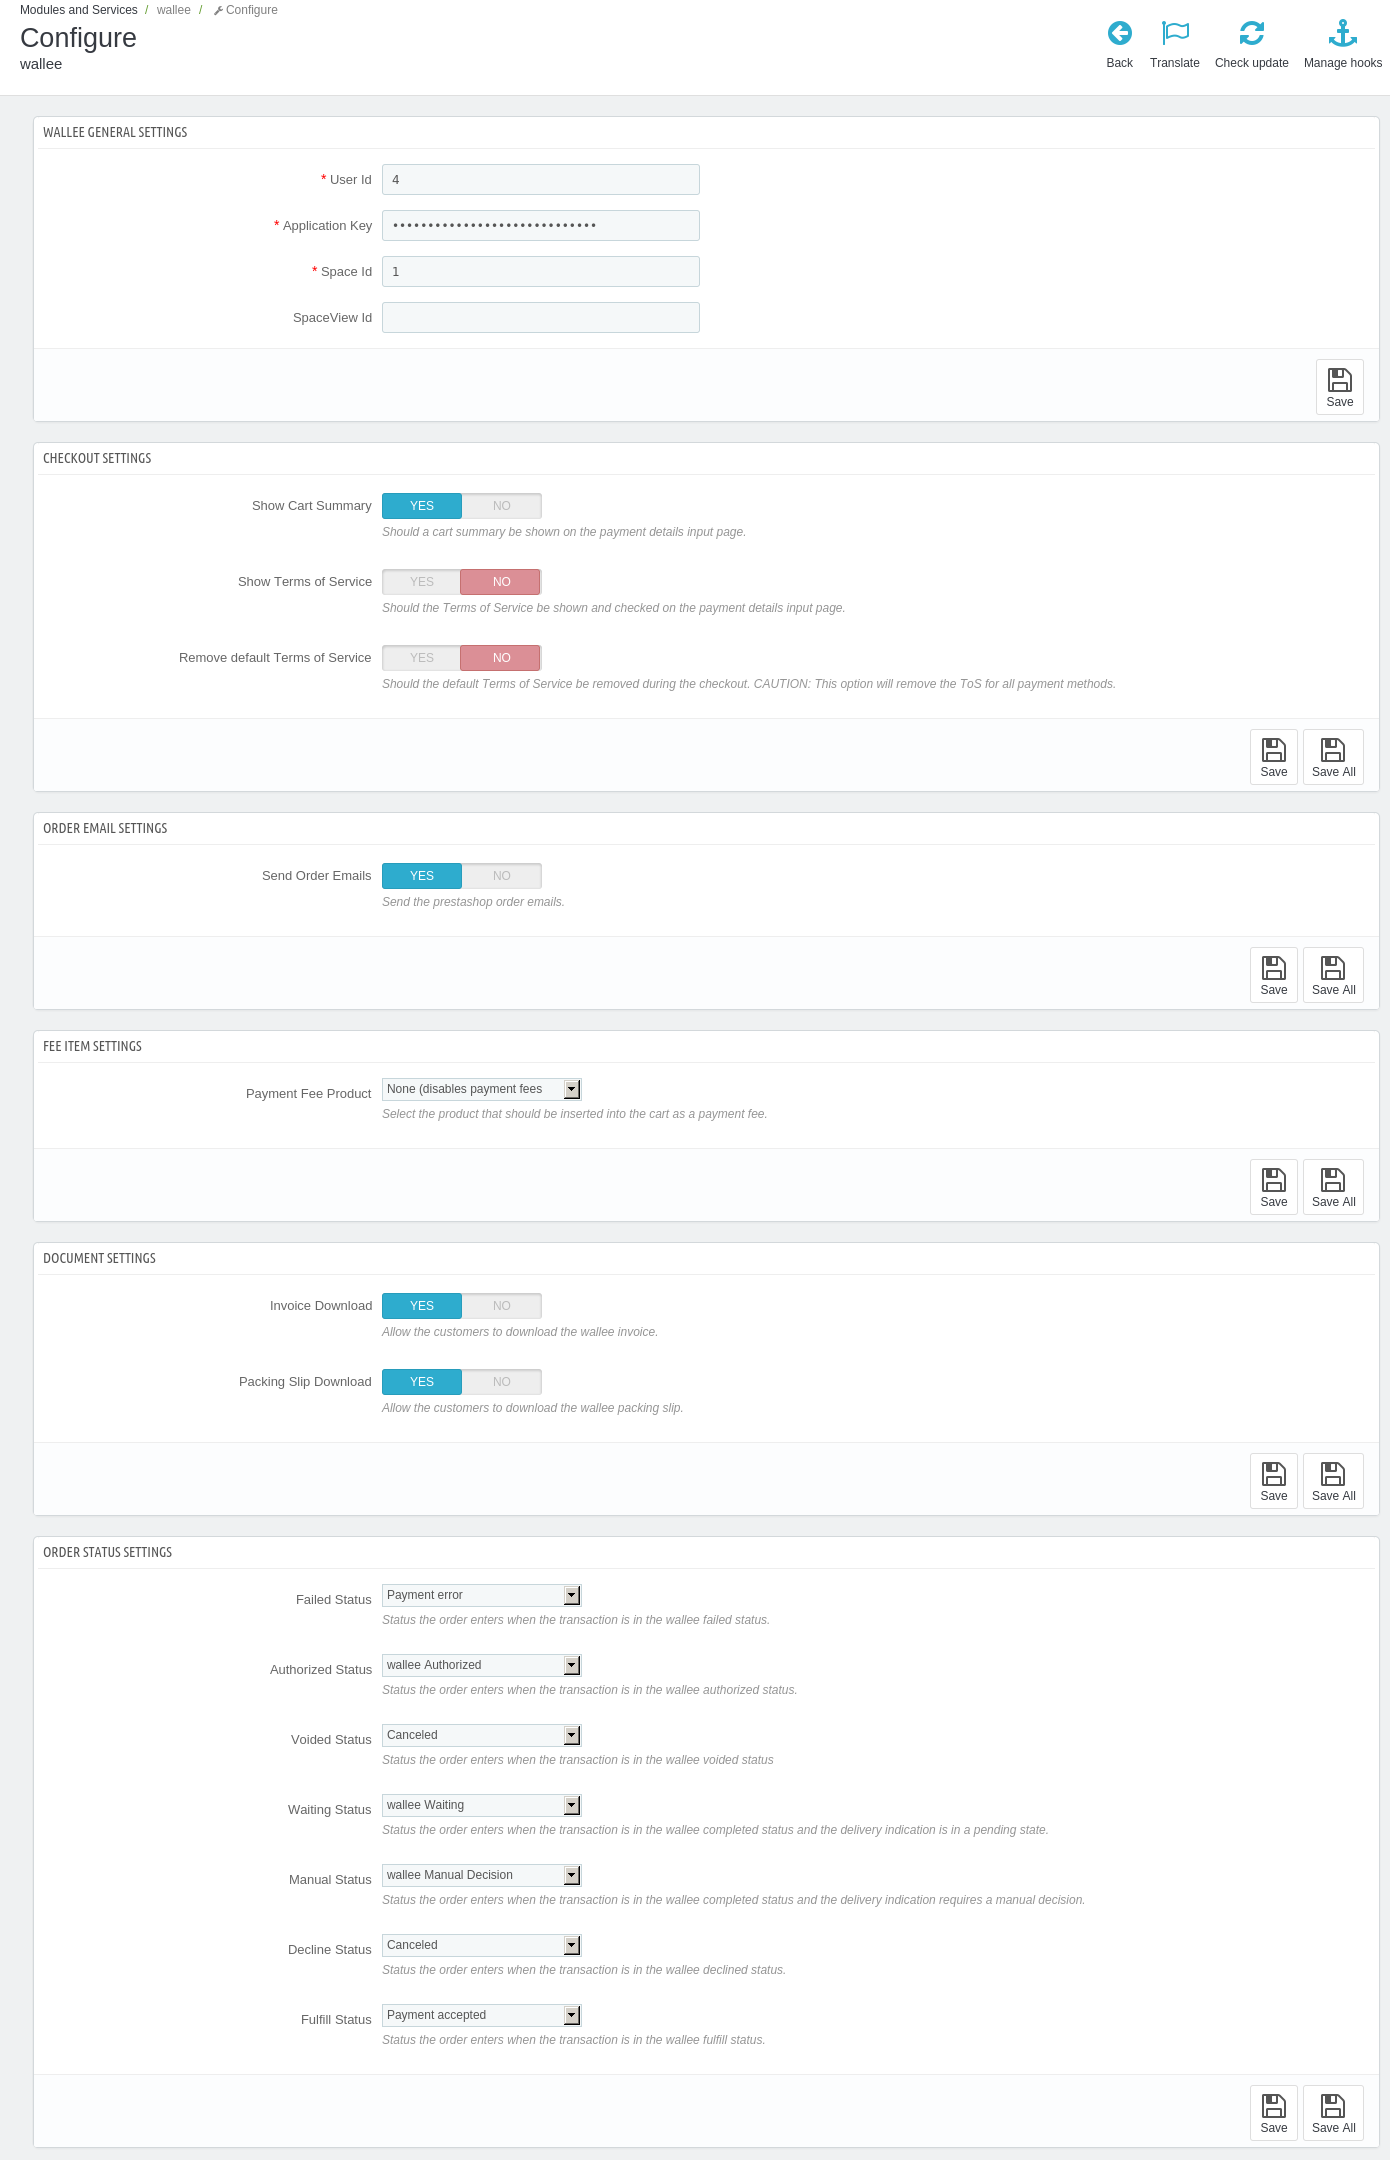 Modules and Services / wallee / Configure
Configure
wallee
Back Translate Check update Manage hooks
WALLEE GENERAL SETTINGS
* User Id 4
* Application Key •••••••••••••••••••••••••••••
* Space Id 1
SpaceView Id
Save
CHECKOUT SETTINGS
Show Cart Summary YES NO
Should a cart summary be shown on the payment details input page.
Show Terms of Service YES NO
Should the Terms of Service be shown and checked on the payment details input page.
Remove default Terms of Service YES NO
Should the default Terms of Service be removed during the checkout. CAUTION: This option will remove the ToS for all payment methods.
Save Save All
ORDER EMAIL SETTINGS
Send Order Emails YES NO
Send the prestashop order emails.
Save Save All
FEE ITEM SETTINGS
Payment Fee Product None (disables payment fees
Select the product that should be inserted into the cart as a payment fee.
Save Save All
DOCUMENT SETTINGS
Invoice Download YES NO
Allow the customers to download the wallee invoice.
Packing Slip Download YES NO
Allow the customers to download the wallee packing slip.
Save Save All
ORDER STATUS SETTINGS
Failed Status Payment error
Status the order enters when the transaction is in the wallee failed status.
Authorized Status wallee Authorized
Status the order enters when the transaction is in the wallee authorized status.
Voided Status Canceled
Status the order enters when the transaction is in the wallee voided status
Waiting Status wallee Waiting
Status the order enters when the transaction is in the wallee completed status and the delivery indication is in a pending state.
Manual Status wallee Manual Decision
Status the order enters when the transaction is in the wallee completed status and the delivery indication requires a manual decision.
Decline Status Canceled
Status the order enters when the transaction is in the wallee declined status.
Fulfill Status Payment accepted
Status the order enters when the transaction is in the wallee fulfill status.
Save Save All